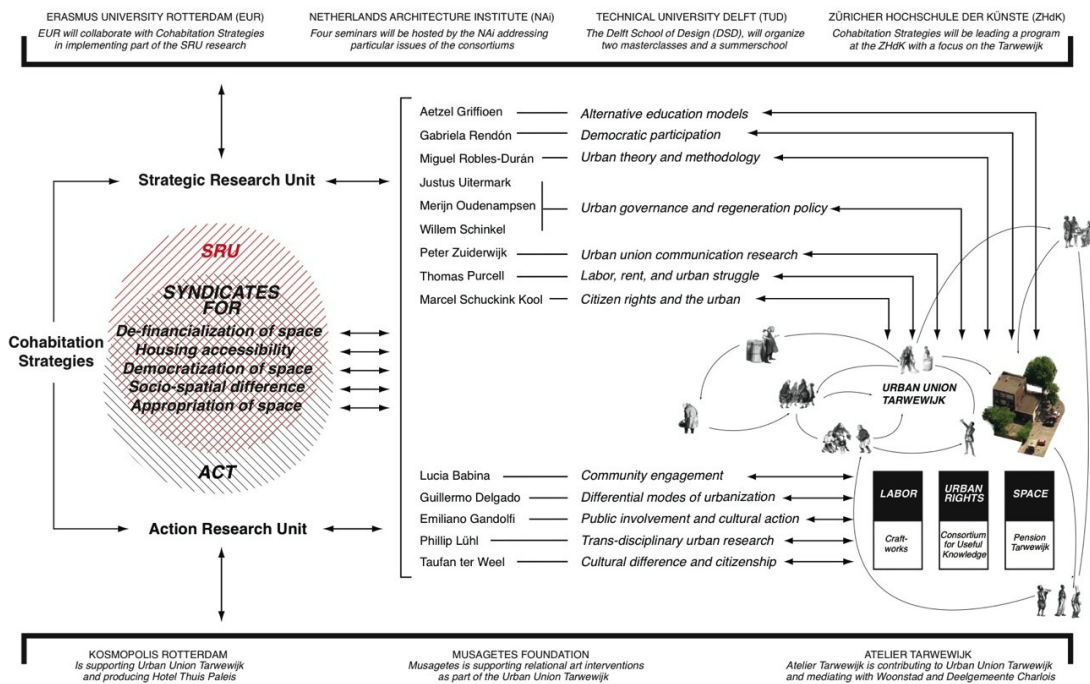 ERASMUS UNIVERSITY ROTTERDAM (EUR)
EUR will collaborate with Cohabitation Strategies
in implementing part of the SRU research
NETHERLANDS ARCHITECTURE INSTITUTE (NAi)
Four seminars will be hosted by the NAi addressing
particular issues of the consortiums
TECHNICAL UNIVERSITY DELFT (TUD)
The Delft School of Design (DSD), will organize
two masterclasses and a summerschool
ZÜRICHER HOCHSCHULE DER KÜNSTE (ZHdK)
Cohabitation Strategies will be leading a program
at the ZHdK with a focus on the Tarwewijk
Cohabitation
Strategies
Strategic Research Unit
SRU
SYNDICATES
FOR
De-financialization of space
Housing accessibility
Democratization of space
Socio-spatial difference
Appropriation of space
ACT
Action Research Unit
Aetzel Griffioen
Alternative education models
Gabriela Rendón
Democratic participation
Miguel Robles-Durán
Urban theory and methodology
Justus Uitermark
Merijn Oudenampsen
Willem Schinkel
Urban governance and regeneration policy
Peter Zuiderwijk
Urban union communication research
Thomas Purcell
Labor, rent, and urban struggle
Marcel Schuckink Kool
Citizen rights and the urban
URBAN UNION
TARWEWIJK
Lucia Babina
Community engagement
Guillermo Delgado
Differential modes of urbanization
Emiliano Gandolfi
Public involvement and cultural action
Phillip Lühl
Trans-disciplinary urban research
Taufan ter Weel
Cultural difference and citizenship
LABOR
Craft-
works
URBAN
RIGHTS
Consortium
for Useful
Knowledge
SPACE
Pension
Tarwewijk
KOSMOPOLIS ROTTERDAM
Is supporting Urban Union Tarwewijk
and producing Hotel Thuis Paleis
MUSAGETES FOUNDATION
Musagetes is supporting relational art interventions
as part of the Urban Union Tarwewijk
ATELIER TARWEWIJK
Atelier Tarwewijk is contributing to Urban Union Tarwewijk
and mediating with Woonstad and Deelgemeente Charlois